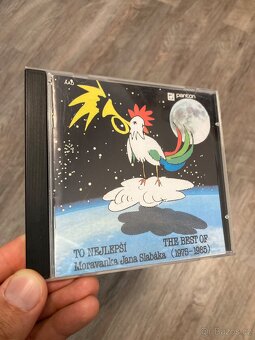 panton
TO NEJLEPŠÍ THE BEST OF
Moravanka Jana Slabáka (1975-1985)